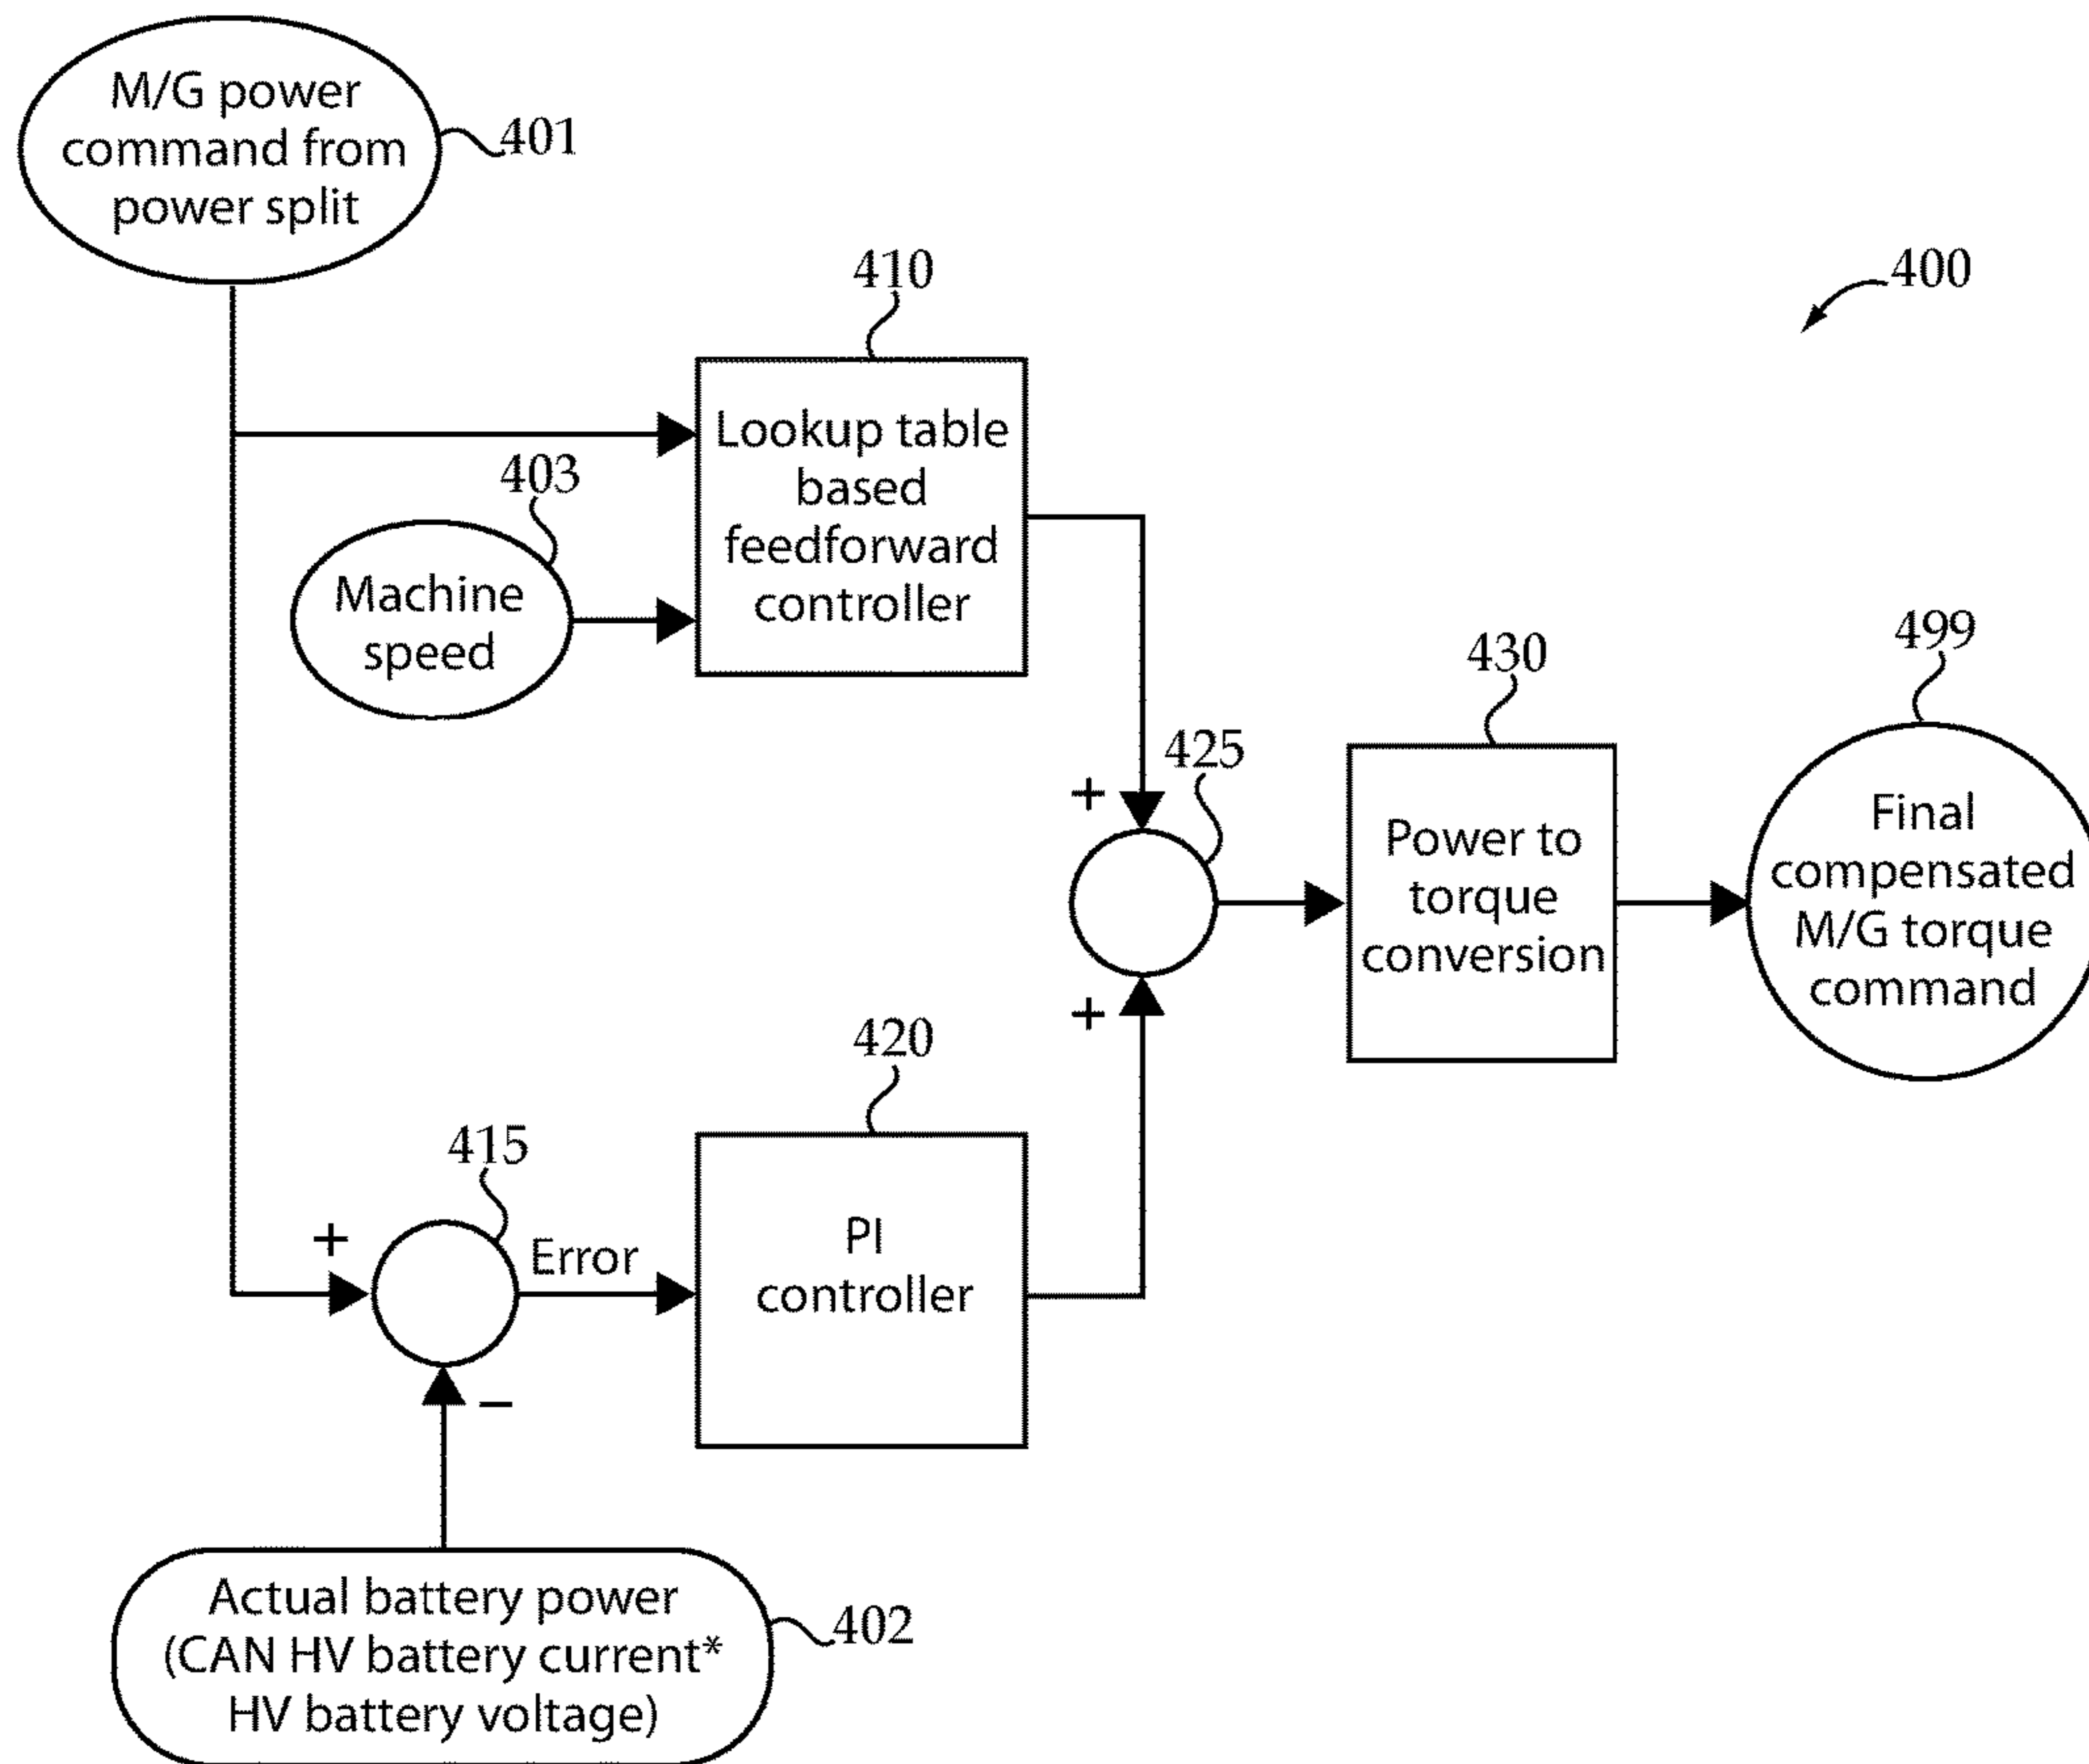 M/G power
command from
power split
401
410
400
Lookup table
based
feedforward
controller
403
Machine
speed
425
+
+
430
Power to
torque
conversion
499
Final
compensated
M/G torque
command
420
PI
controller
415
+
Error
−
Actual battery power
(CAN HV battery current*
HV battery voltage)
402